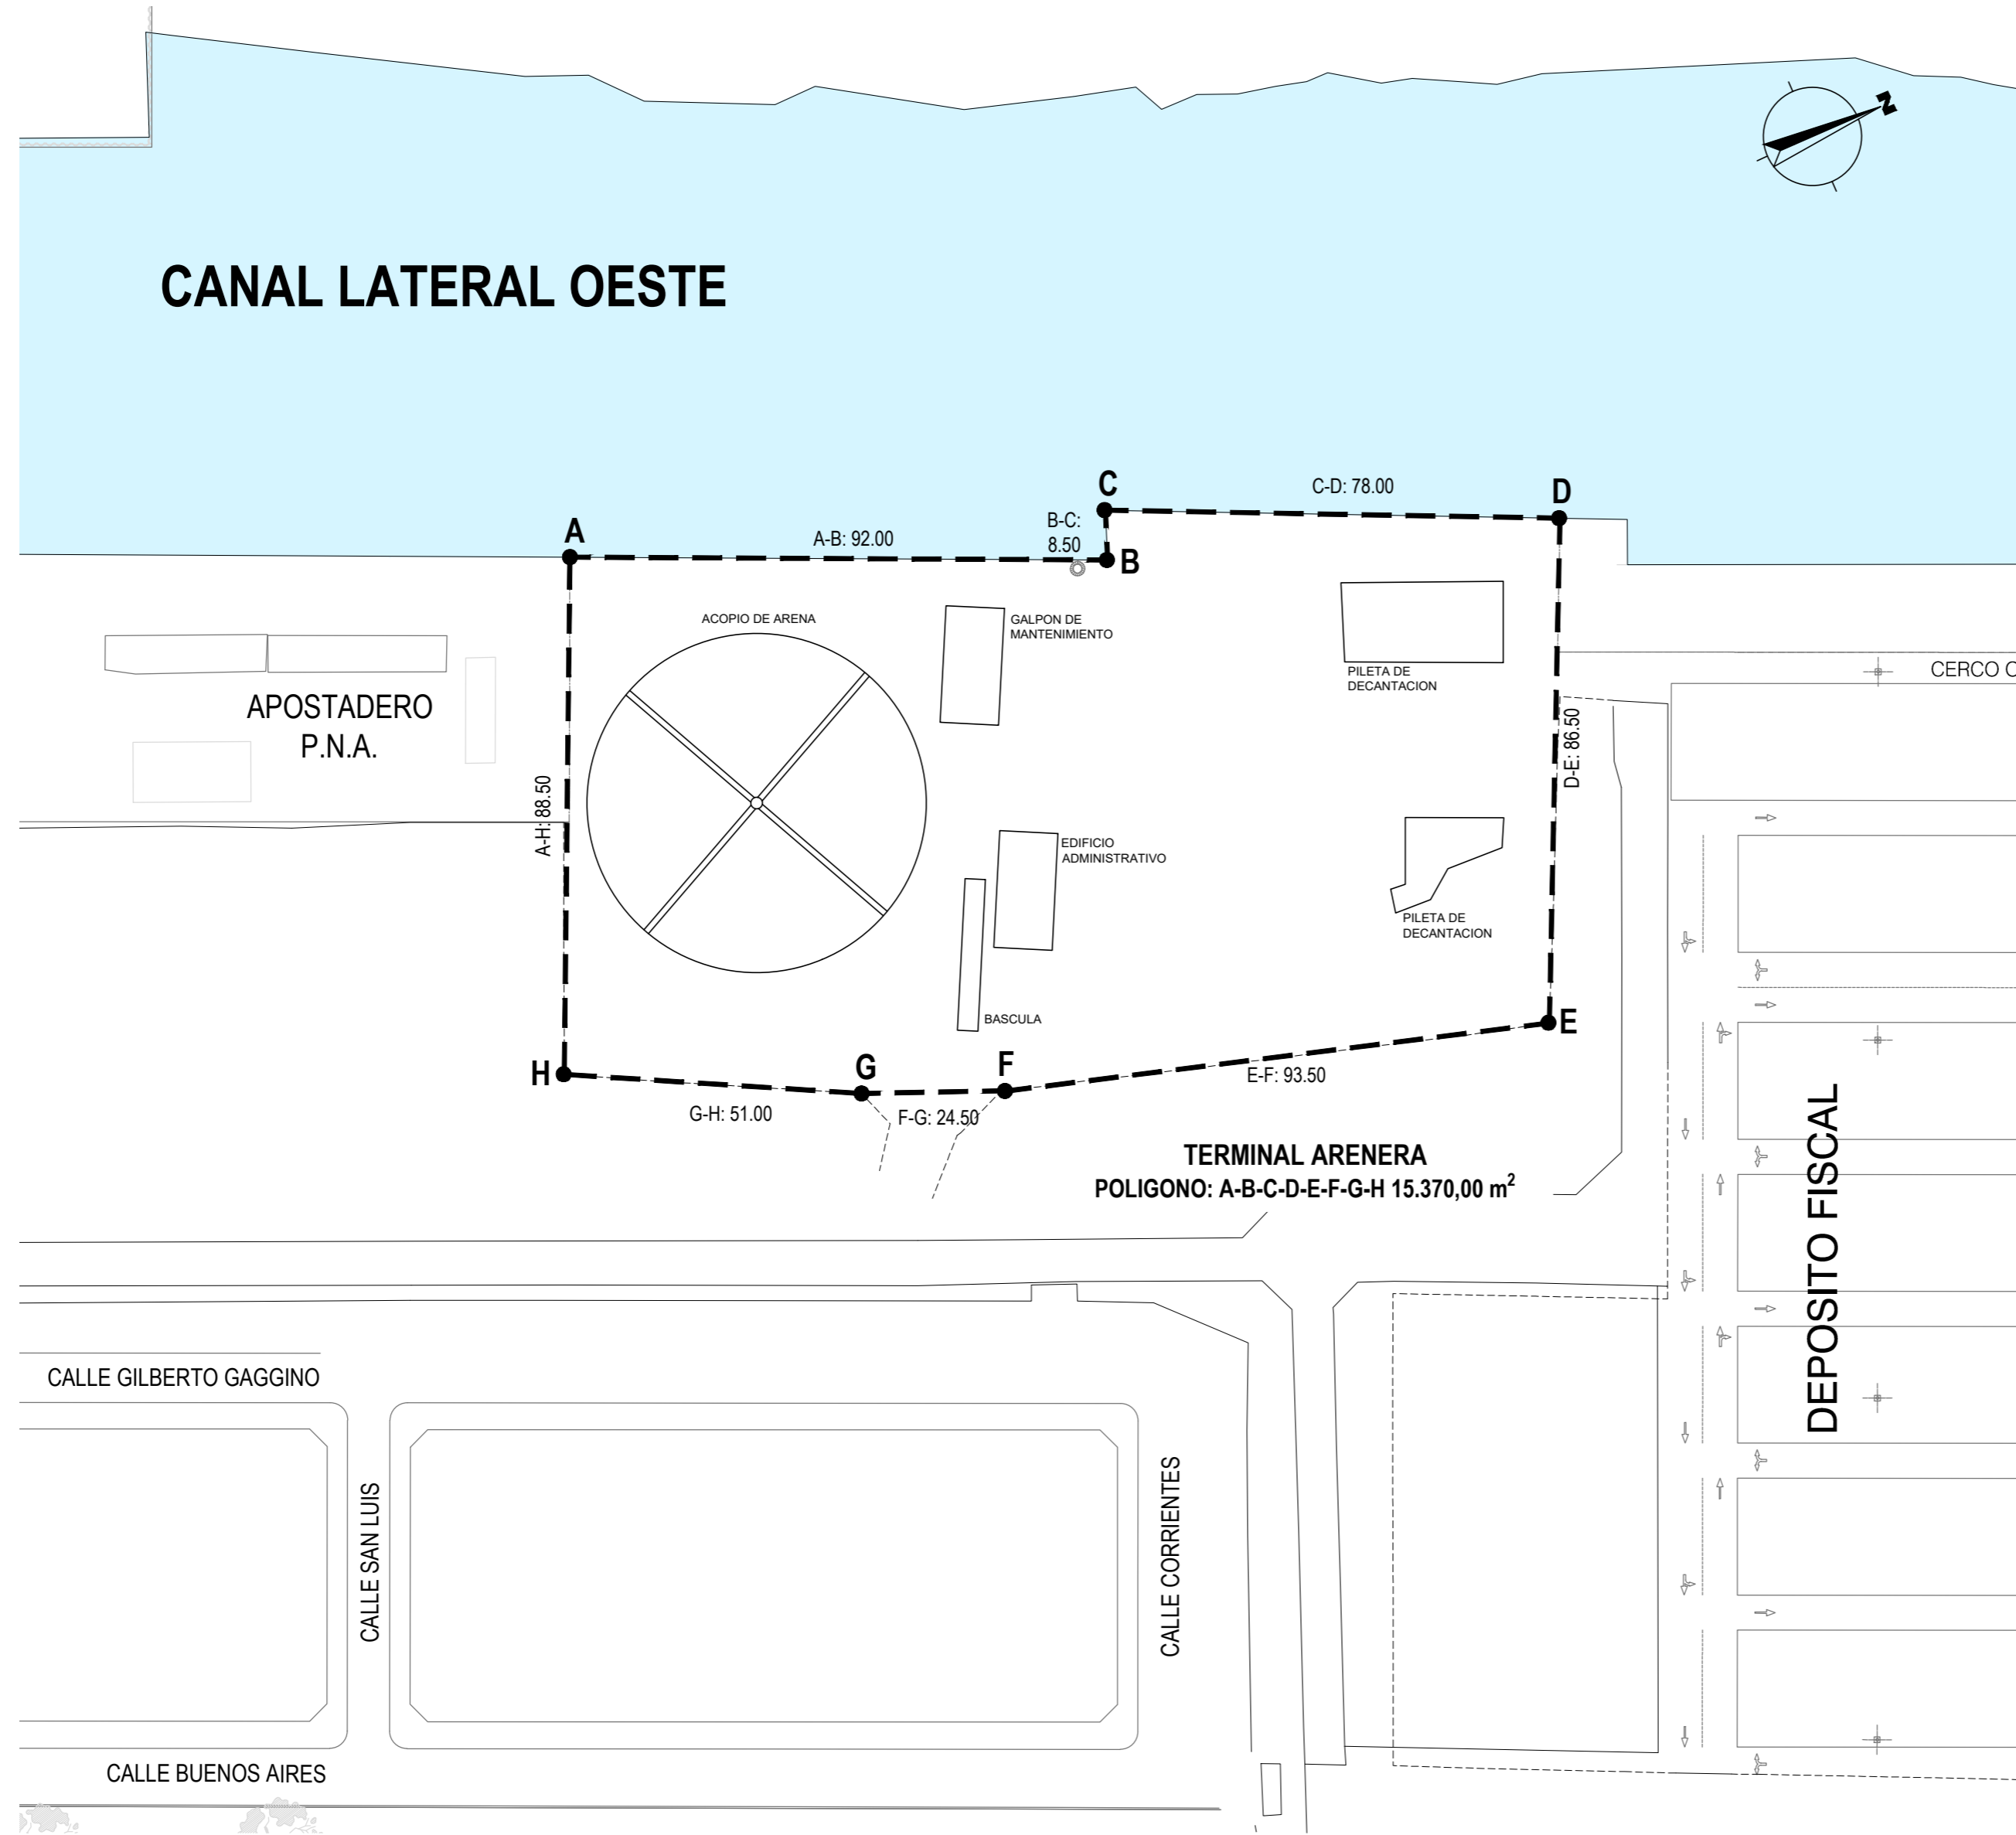 N
CANAL LATERAL OESTE
C
D
C-D: 78.00
B-C:
8.50
A
A-B: 92.00
B
ACOPIO DE ARENA
GALPON DE
MANTENIMIENTO
PILETA DE
DECANTACION
CERCO
APOSTADERO
P.N.A.
A-H: 88.50
D-E: 86.50
EDIFICIO
ADMINISTRATIVO
PILETA DE
DECANTACION
BASCULA
E
H
G
F
E-F: 93.50
G-H: 51.00
F-G: 24.50
TERMINAL ARENERA
POLIGONO: A-B-C-D-E-F-G-H 15.370,00 m²
DEPOSITO FISCAL
CALLE GILBERTO GAGGINO
CALLE SAN LUIS
CALLE CORRIENTES
CALLE BUENOS AIRES